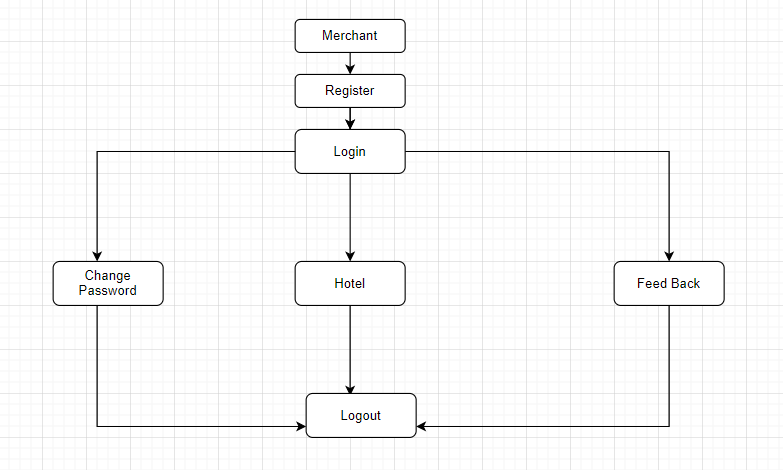 Merchant
Register
Login
Change
Password
Hotel
Feed Back
Logout